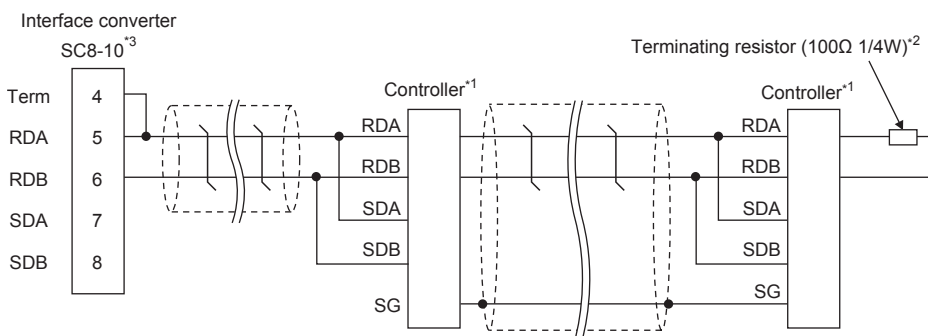 Interface converter
SC8-10*3
Terminating resistor (100Ω 1/4W)*2
Controller*1
Controller*1
Term 4
RDA 5
RDB 6
SDA 7
SDB 8
RDA
RDB
SDA
SDB
SG
RDA
RDB
SDA
SDB
SG